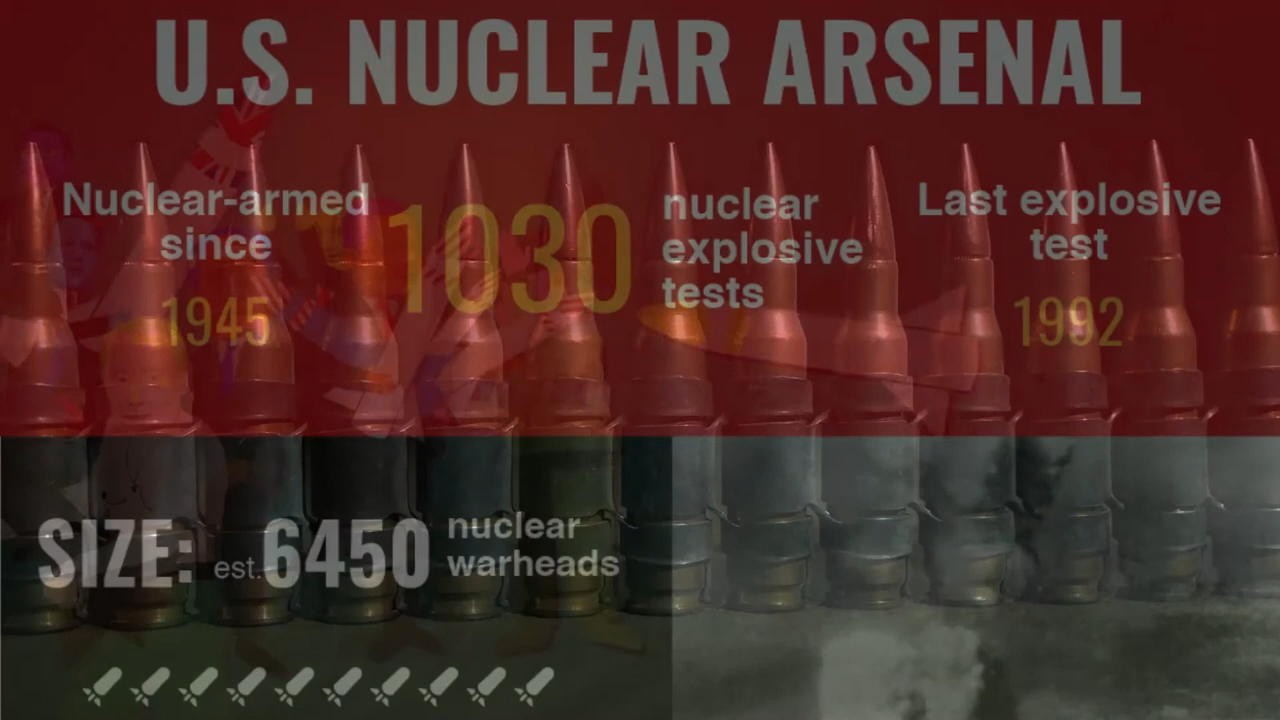 U.S. NUCLEAR ARSENAL
Nuclear-armed
since
1945
1030
nuclear
explosive
tests
Last explosive
test
1992
SIZE: est.6450
nuclear
warheads